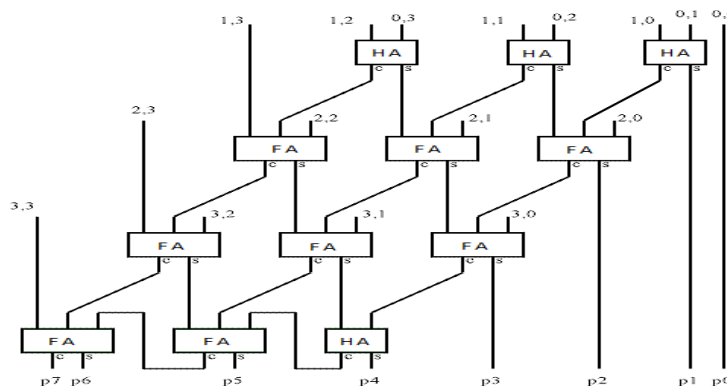 1,3 1,2 0,3 1,1 0,2 1,0 0,1
HA HA HA
c s c s c s
2,3 2,2 2,1 2,0
FA FA FA
c s c s c s
3,3 3,2 3,1 3,0
FA FA FA
c s c s c s
FA FA HA
c s c s c s
p7 p6 p5 p4 p3 p2 p1